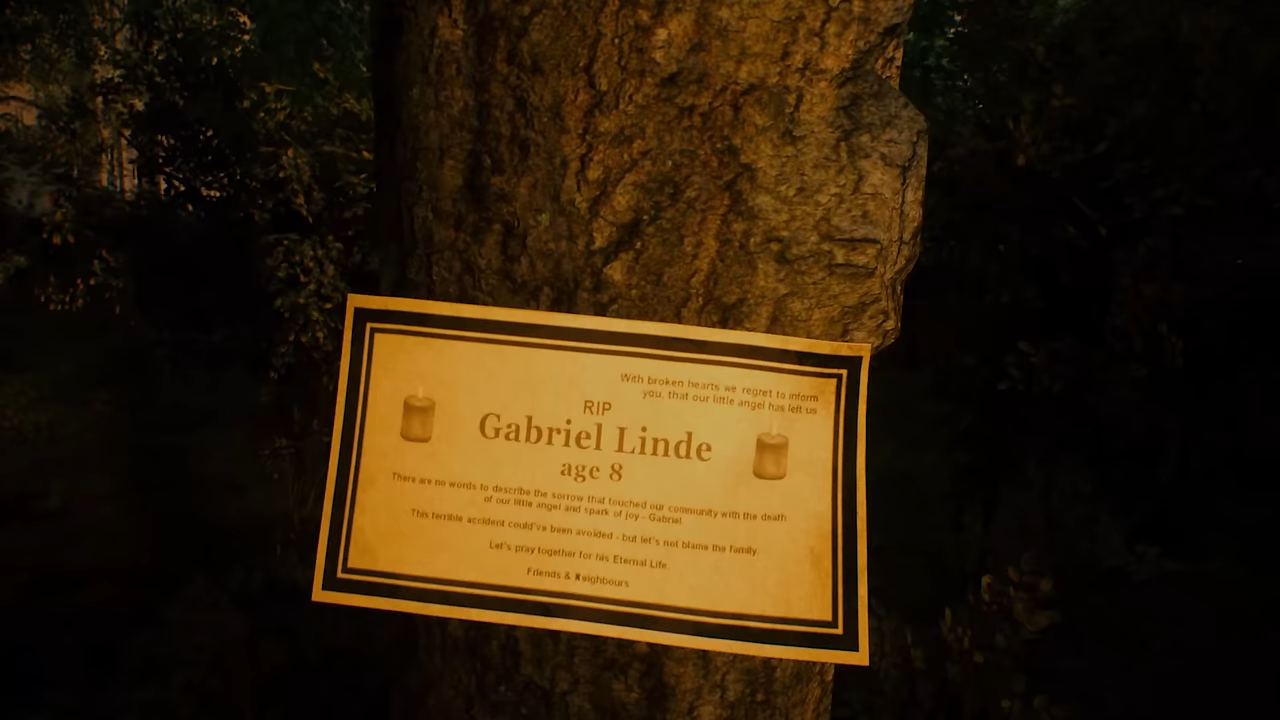 With broken hearts we regret to inform
you, that our little angel has left us
RIP
Gabriel Linde
age 8
There are no words to describe the sorrow that touched our community with the death
of our little angel and spark of joy - Gabriel.
This terrible accident could've been avoided - but let's not blame the family.
Let's pray together for his Eternal Life.
Friends & Neighbours